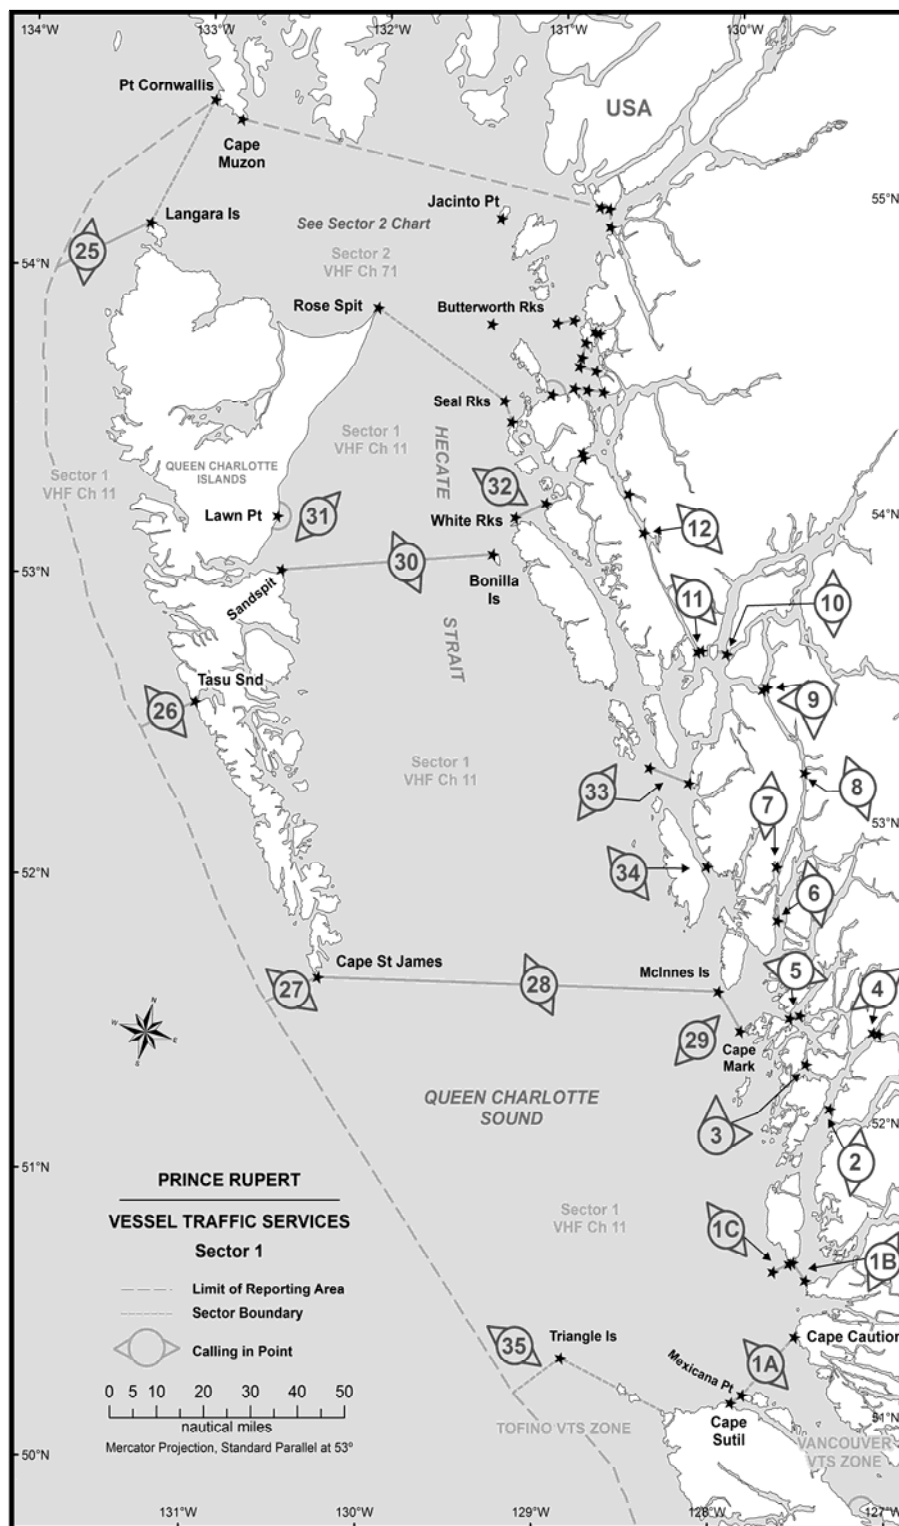 134°W
133°W
132°W
131°W
130°W
Pt Cornwallis
USA
Cape
Muzon
55°N
Jacinto Pt
Langara Is
See Sector 2 Chart
25
Sector 2
VHF Ch 71
54°N
Rose Spit
Butterworth Rks
Seal Rks
Sector 1
VHF Ch 11
HECATE
QUEEN CHARLOTTE
ISLANDS
Sector 1
VHF Ch 11
32
Lawn Pt
31
White Rks
54°N
12
30
53°N
Sandspit
Bonilla
Is
11
10
STRAIT
Tasu Snd
26
9
Sector 1
VHF Ch 11
33
7
8
53°N
34
52°N
6
Cape St James
McInnes Is
5
4
27
28
N
W
E
S
29
Cape
Mark
QUEEN CHARLOTTE
SOUND
52°N
3
2
51°N
PRINCE RUPERT
VESSEL TRAFFIC SERVICES
Sector 1
Sector 1
VHF Ch 11
1C
1B
Limit of Reporting Area
Sector Boundary
Calling in Point
35
Triangle Is
Cape Caution
1A
Mexicana Pt
0 5 10 20 30 40 50
nautical miles
Mercator Projection, Standard Parallel at 53°
TOFINO VTS ZONE
Cape
Sutil
51°N
VANCOUVER
VTS ZONE
50°N
131°W
130°W
129°W
128°W
127°W